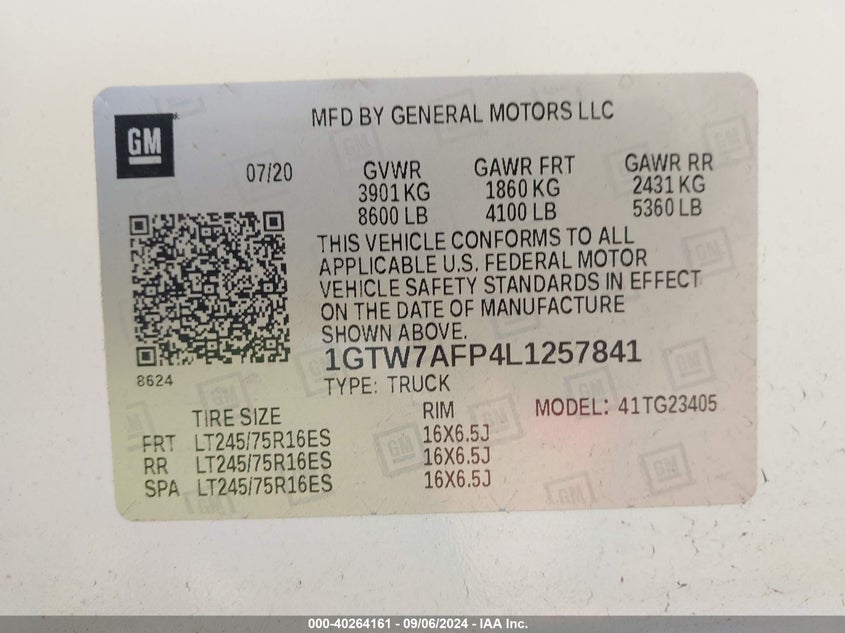 MFD BY GENERAL MOTORS LLC
GM
07/20
GVWR GAWR FRT GAWR RR
3901 KG 1860 KG 2431 KG
8600 LB 4100 LB 5360 LB
THIS VEHICLE CONFORMS TO ALL
APPLICABLE U.S. FEDERAL MOTOR
VEHICLE SAFETY STANDARDS IN EFFECT
ON THE DATE OF MANUFACTURE
SHOWN ABOVE.
1GTW7AFP4L1257841
8624
TYPE: TRUCK
TIRE SIZE RIM MODEL: 41TG23405
FRT LT245/75R16ES 16X6.5J
RR LT245/75R16ES 16X6.5J
SPA LT245/75R16ES 16X6.5J
000-40264161 - 09/06/2024 - IAA Inc.